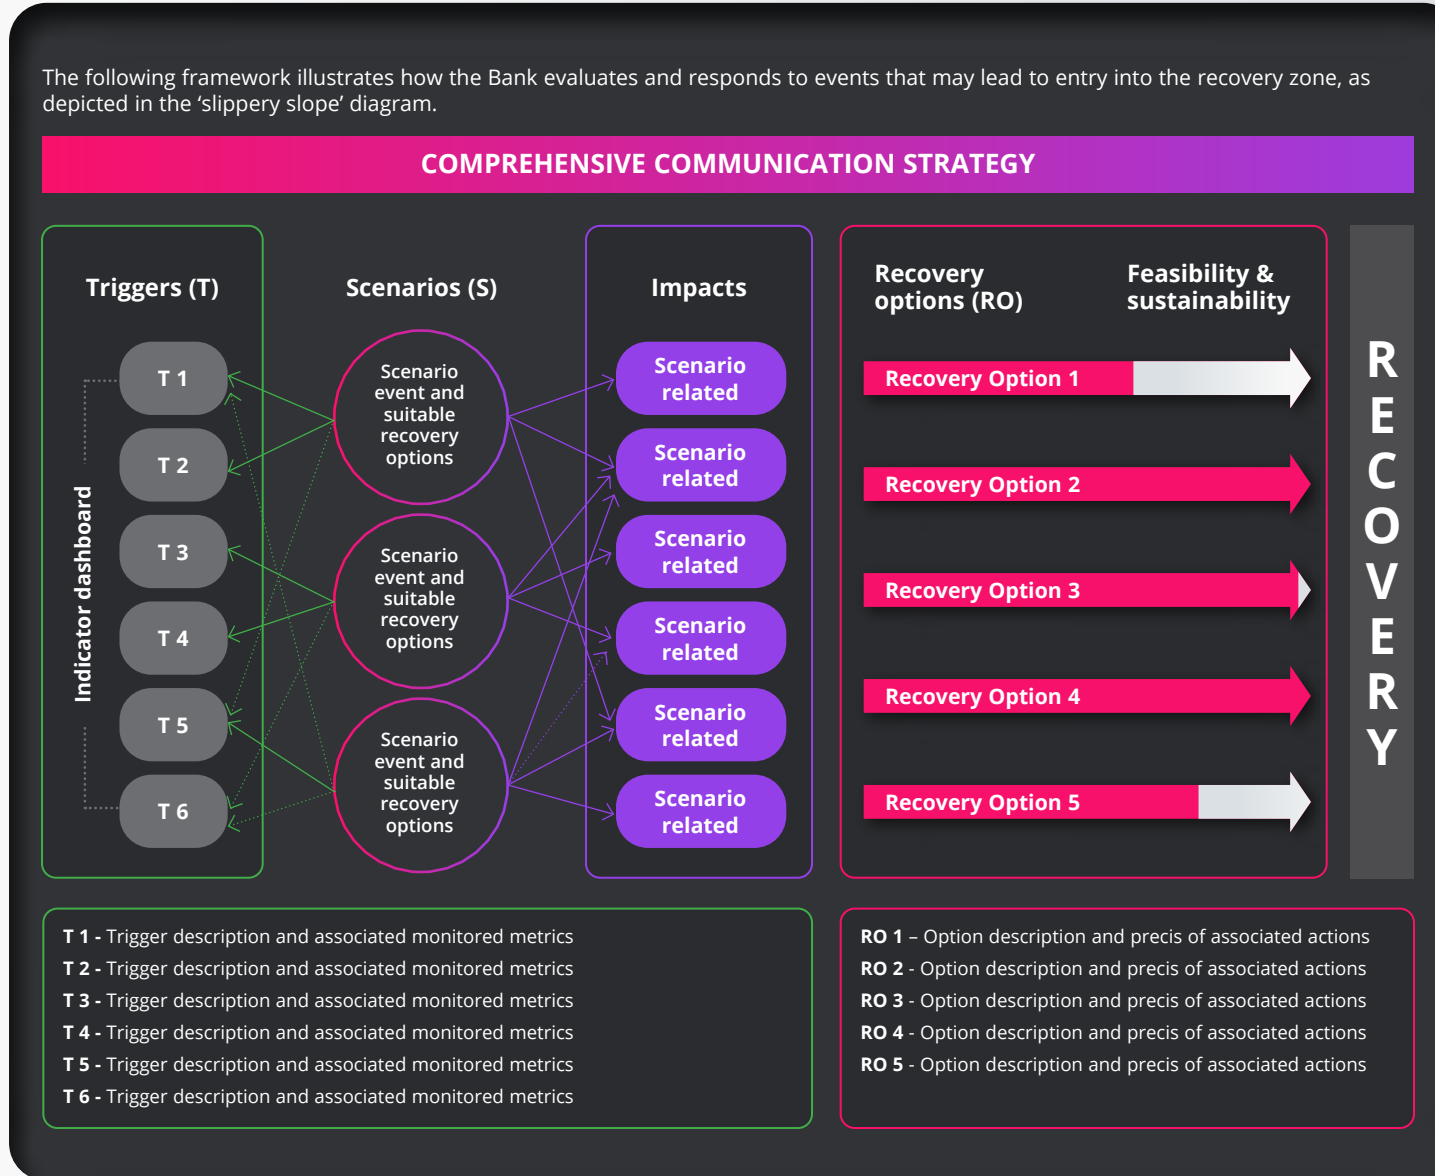 The following framework illustrates how the Bank evaluates and responds to events that may lead to entry into the recovery zone, as
depicted in the ‘slippery slope’ diagram.
COMPREHENSIVE COMMUNICATION STRATEGY
Triggers (T)
Indicator dashboard
T 1
T 2
T 3
T 4
T 5
T 6
Scenarios (S)
Scenario
event and
suitable
recovery
options
Scenario
event and
suitable
recovery
options
Scenario
event and
suitable
recovery
options
Impacts
Scenario
related
Scenario
related
Scenario
related
Scenario
related
Scenario
related
Scenario
related
Recovery
options (RO)
Feasibility &
sustainability
Recovery Option 1
Recovery Option 2
Recovery Option 3
Recovery Option 4
Recovery Option 5
RECOVERY
T 1 - Trigger description and associated monitored metrics
T 2 - Trigger description and associated monitored metrics
T 3 - Trigger description and associated monitored metrics
T 4 - Trigger description and associated monitored metrics
T 5 - Trigger description and associated monitored metrics
T 6 - Trigger description and associated monitored metrics
RO 1 – Option description and precis of associated actions
RO 2 - Option description and precis of associated actions
RO 3 - Option description and precis of associated actions
RO 4 - Option description and precis of associated actions
RO 5 - Option description and precis of associated actions